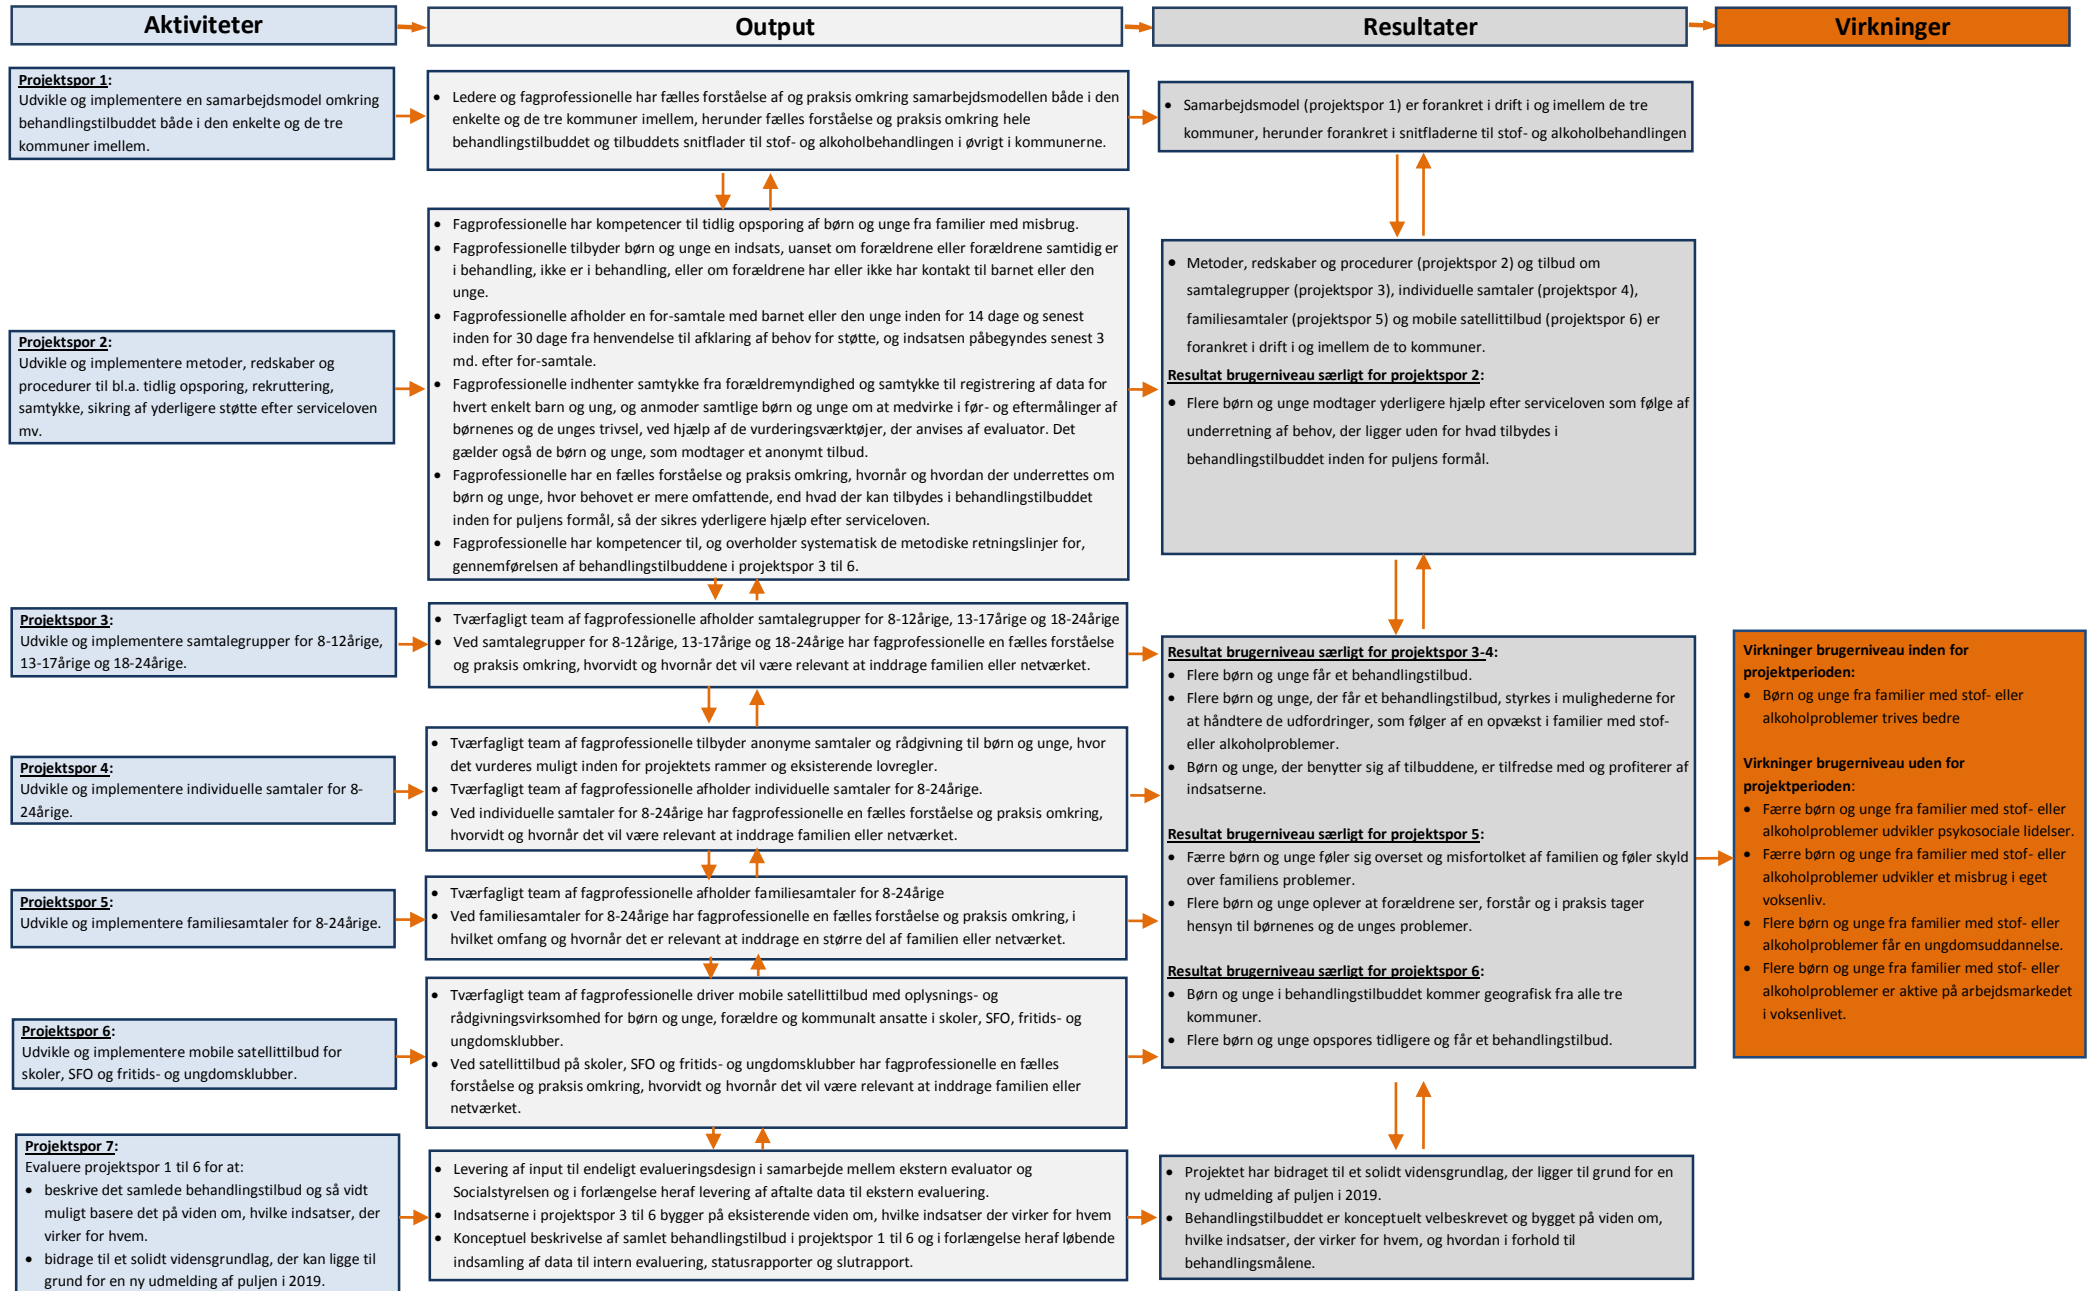 Aktiviteter
Output
Resultater
Virkninger
Projektspor 1:
Udvikle og implementere en samarbejdsmodel omkring
behandlingstilbuddet både i den enkelte og de tre
kommuner imellem.
• Ledere og fagprofessionelle har fælles forståelse af og praksis omkring samarbejdsmodellen både i den
enkelte og de tre kommuner imellem, herunder fælles forståelse og praksis omkring hele
behandlingstilbuddet og tilbuddets snitflader til stof- og alkoholbehandlingen i øvrigt i kommunerne.
• Samarbejdsmodel (projektspor 1) er forankret i drift i og imellem de tre
kommuner, herunder forankret i snitfladerne til stof- og alkoholbehandlingen
Projektspor 2:
Udvikle og implementere metoder, redskaber og
procedurer til bl.a. tidlig opsporing, rekruttering,
samtykke, sikring af yderligere støtte efter serviceloven
mv.
• Fagprofessionelle har kompetencer til tidlig opsporing af børn og unge fra familier med misbrug.
• Fagprofessionelle tilbyder børn og unge en indsats, uanset om forældrene eller forældrene samtidig er
i behandling, ikke er i behandling, eller om forældrene har eller ikke har kontakt til barnet eller den
unge.
• Fagprofessionelle afholder en for-samtale med barnet eller den unge inden for 14 dage og senest
inden for 30 dage fra henvendelse til afklaring af behov for støtte, og indsatsen påbegyndes senest 3
md. efter for-samtale.
• Fagprofessionelle indhenter samtykke fra forældremyndighed og samtykke til registrering af data for
hvert enkelt barn og ung, og anmoder samtlige børn og unge om at medvirke i før- og eftermålinger af
børnenes og de unges trivsel, ved hjælp af de vurderingsværktøjer, der anvises af evaluator. Det
gælder også de børn og unge, som modtager et anonymt tilbud.
• Fagprofessionelle har en fælles forståelse og praksis omkring, hvornår og hvordan der underrettes om
børn og unge, hvor behovet er mere omfattende, end hvad der kan tilbydes i behandlingstilbuddet
inden for puljens formål, så der sikres yderligere hjælp efter serviceloven.
• Fagprofessionelle har kompetencer til, og overholder systematisk de metodiske retningslinjer for,
gennemførelsen af behandlingstilbuddene i projektspor 3 til 6.
• Metoder, redskaber og procedurer (projektspor 2) og tilbud om
samtalegrupper (projektspor 3), individuelle samtaler (projektspor 4),
familiesamtaler (projektspor 5) og mobile satellittilbud (projektspor 6) er
forankret i drift i og imellem de to kommuner.
Resultat brugerniveau særligt for projektspor 2:
• Flere børn og unge modtager yderligere hjælp efter serviceloven som følge af
underretning af behov, der ligger uden for hvad tilbydes i
behandlingstilbuddet inden for puljens formål.
Projektspor 3:
Udvikle og implementere samtalegrupper for 8-12årige,
13-17årige og 18-24årige.
• Tværfagligt team af fagprofessionelle afholder samtalegrupper for 8-12årige, 13-17årige og 18-24årige
• Ved samtalegrupper for 8-12årige, 13-17årige og 18-24årige har fagprofessionelle en fælles forståelse
og praksis omkring, hvorvidt og hvornår det vil være relevant at inddrage familien eller netværket.
Projektspor 4:
Udvikle og implementere individuelle samtaler for 8-
24årige.
• Tværfagligt team af fagprofessionelle tilbyder anonyme samtaler og rådgivning til børn og unge, hvor
det vurderes muligt inden for projektets rammer og eksisterende lovregler.
• Tværfagligt team af fagprofessionelle afholder individuelle samtaler for 8-24årige.
• Ved individuelle samtaler for 8-24årige har fagprofessionelle en fælles forståelse og praksis omkring,
hvorvidt og hvornår det vil være relevant at inddrage familien eller netværket.
Projektspor 5:
Udvikle og implementere familiesamtaler for 8-24årige.
• Tværfagligt team af fagprofessionelle afholder familiesamtaler for 8-24årige
• Ved familiesamtaler for 8-24årige har fagprofessionelle en fælles forståelse og praksis omkring, i
hvilket omfang og hvornår det er relevant at inddrage en større del af familien eller netværket.
Projektspor 6:
Udvikle og implementere mobile satellittilbud for
skoler, SFO og fritids- og ungdomsklubber.
• Tværfagligt team af fagprofessionelle driver mobile satellittilbud med oplysnings- og
rådgivningsvirksomhed for børn og unge, forældre og kommunalt ansatte i skoler, SFO, fritids- og
ungdomsklubber.
• Ved satellittilbud på skoler, SFO og fritids- og ungdomsklubber har fagprofessionelle en fælles
forståelse og praksis omkring, hvorvidt og hvornår det vil være relevant at inddrage familien eller
netværket.
Resultat brugerniveau særligt for projektspor 3-4:
• Flere børn og unge får et behandlingstilbud.
• Flere børn og unge, der får et behandlingstilbud, styrkes i mulighederne for
at håndtere de udfordringer, som følger af en opvækst i familier med stof-
eller alkoholproblemer.
• Børn og unge, der benytter sig af tilbuddene, er tilfredse med og profiterer af
indsatserne.
Resultat brugerniveau særligt for projektspor 5:
• Færre børn og unge føler sig overset og misfortolket af familien og føler skyld
over familiens problemer.
• Flere børn og unge oplever at forældrene ser, forstår og i praksis tager
hensyn til børnenes og de unges problemer.
Resultat brugerniveau særligt for projektspor 6:
• Børn og unge i behandlingstilbuddet kommer geografisk fra alle tre
kommuner.
• Flere børn og unge opspores tidligere og får et behandlingstilbud.
Virkninger brugerniveau inden for
projektperioden:
• Børn og unge fra familier med stof- eller
alkoholproblemer trives bedre
Virkninger brugerniveau uden for
projektperioden:
• Færre børn og unge fra familier med stof- eller
alkoholproblemer udvikler psykosociale lidelser.
• Færre børn og unge fra familier med stof- eller
alkoholproblemer udvikler et misbrug i eget
voksenliv.
• Flere børn og unge fra familier med stof- eller
alkoholproblemer får en ungdomsuddannelse.
• Flere børn og unge fra familier med stof- eller
alkoholproblemer er aktive på arbejdsmarkedet
i voksenlivet.
Projektspor 7:
Evaluere projektspor 1 til 6 for at:
• beskrive det samlede behandlingstilbud og så vidt
muligt basere det på viden om, hvilke indsatser, der
virker for hvem.
• bidrage til et solidt vidensgrundlag, der kan ligge til
grund for en ny udmelding af puljen i 2019.
• Levering af input til endeligt evalueringsdesign i samarbejde mellem ekstern evaluator og
Socialstyrelsen og i forlængelse heraf levering af aftalte data til ekstern evaluering.
• Indsatserne i projektspor 3 til 6 bygger på eksisterende viden om, hvilke indsatser der virker for hvem
• Konceptuel beskrivelse af samlet behandlingstilbud i projektspor 1 til 6 og i forlængelse heraf løbende
indsamling af data til intern evaluering, statusrapporter og slutrapport.
• Projektet har bidraget til et solidt vidensgrundlag, der ligger til grund for en
ny udmelding af puljen i 2019.
• Behandlingstilbuddet er konceptuelt velbeskrevet og bygget på viden om,
hvilke indsatser, der virker for hvem, og hvordan i forhold til
behandlingsmålene.